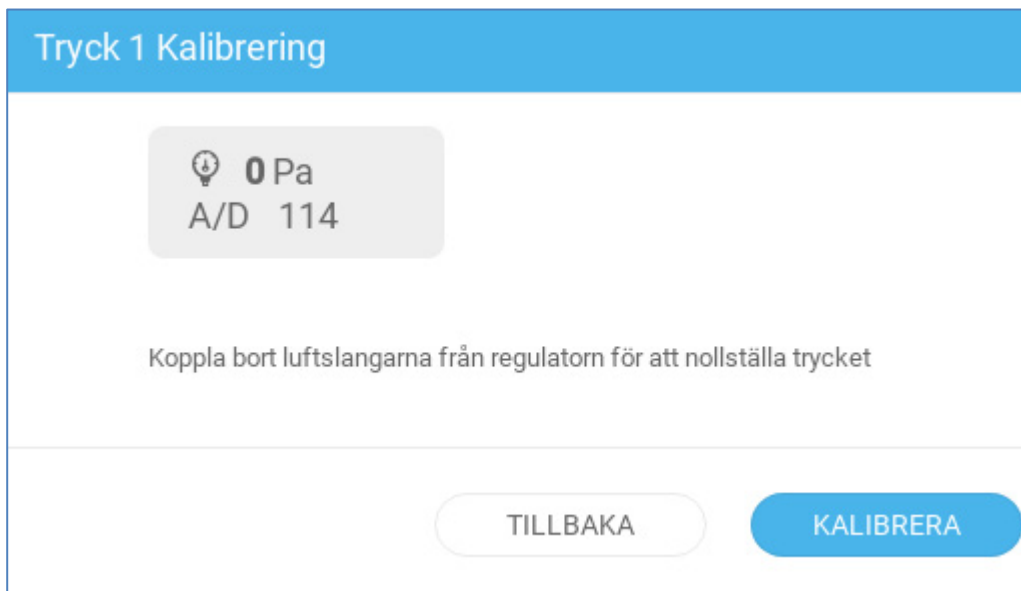 Tryck 1 Kalibrering
0 Pa
A/D 114
Koppla bort luftslangarna från regulatorn för att nollställa trycket
TILLBAKA KALIBRERA